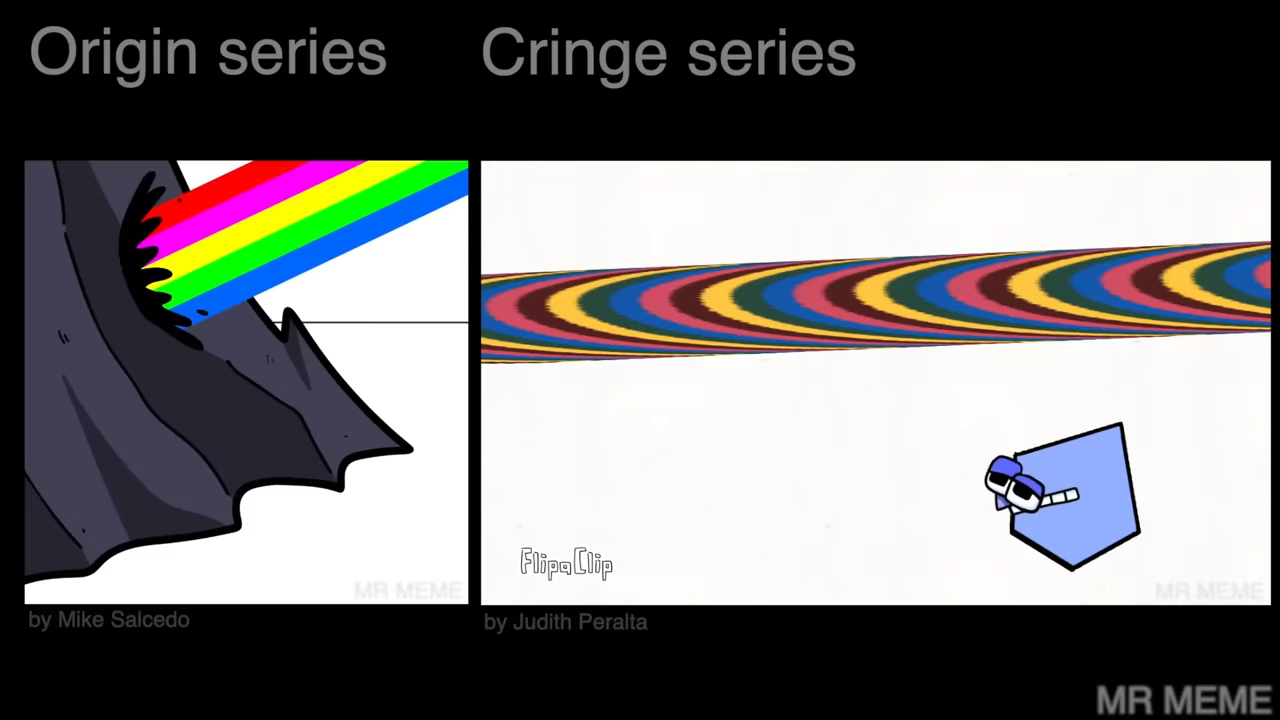 Origin series
Cringe series
FlipaClip
MR MEME
MR MEME
by Mike Salcedo
by Judith Peralta
MR MEME